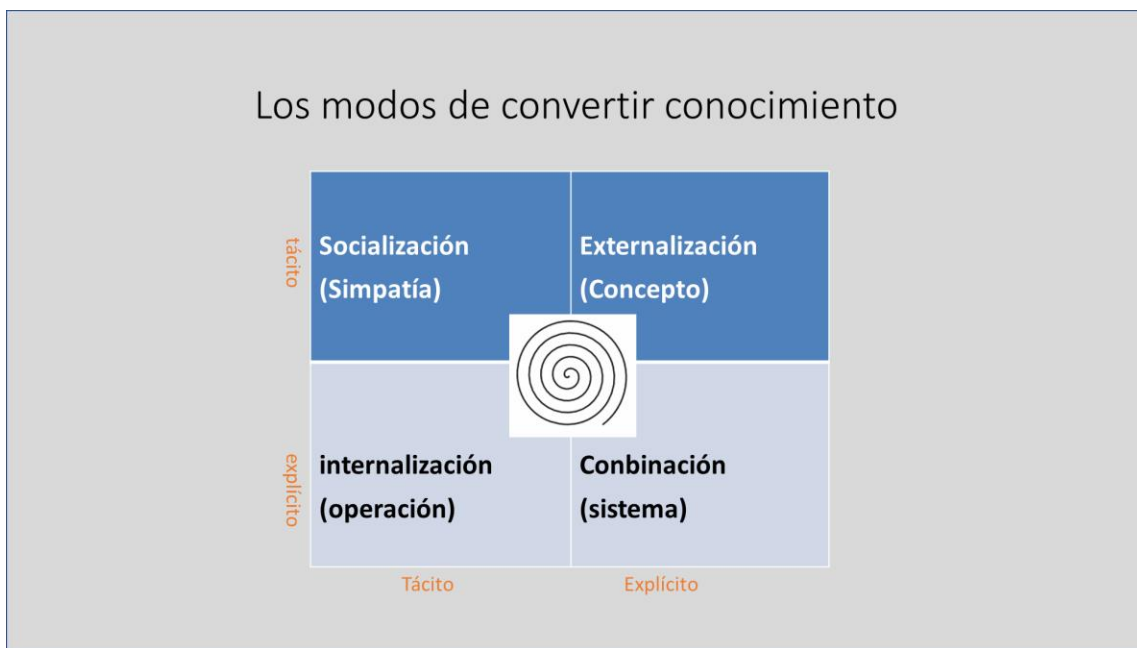 Los modos de convertir conocimiento
tácito
Socialización
(Simpatía)
Externalización
(Concepto)
explícito
internalización
(operación)
Conbinación
(sistema)
Tácito
Explícito